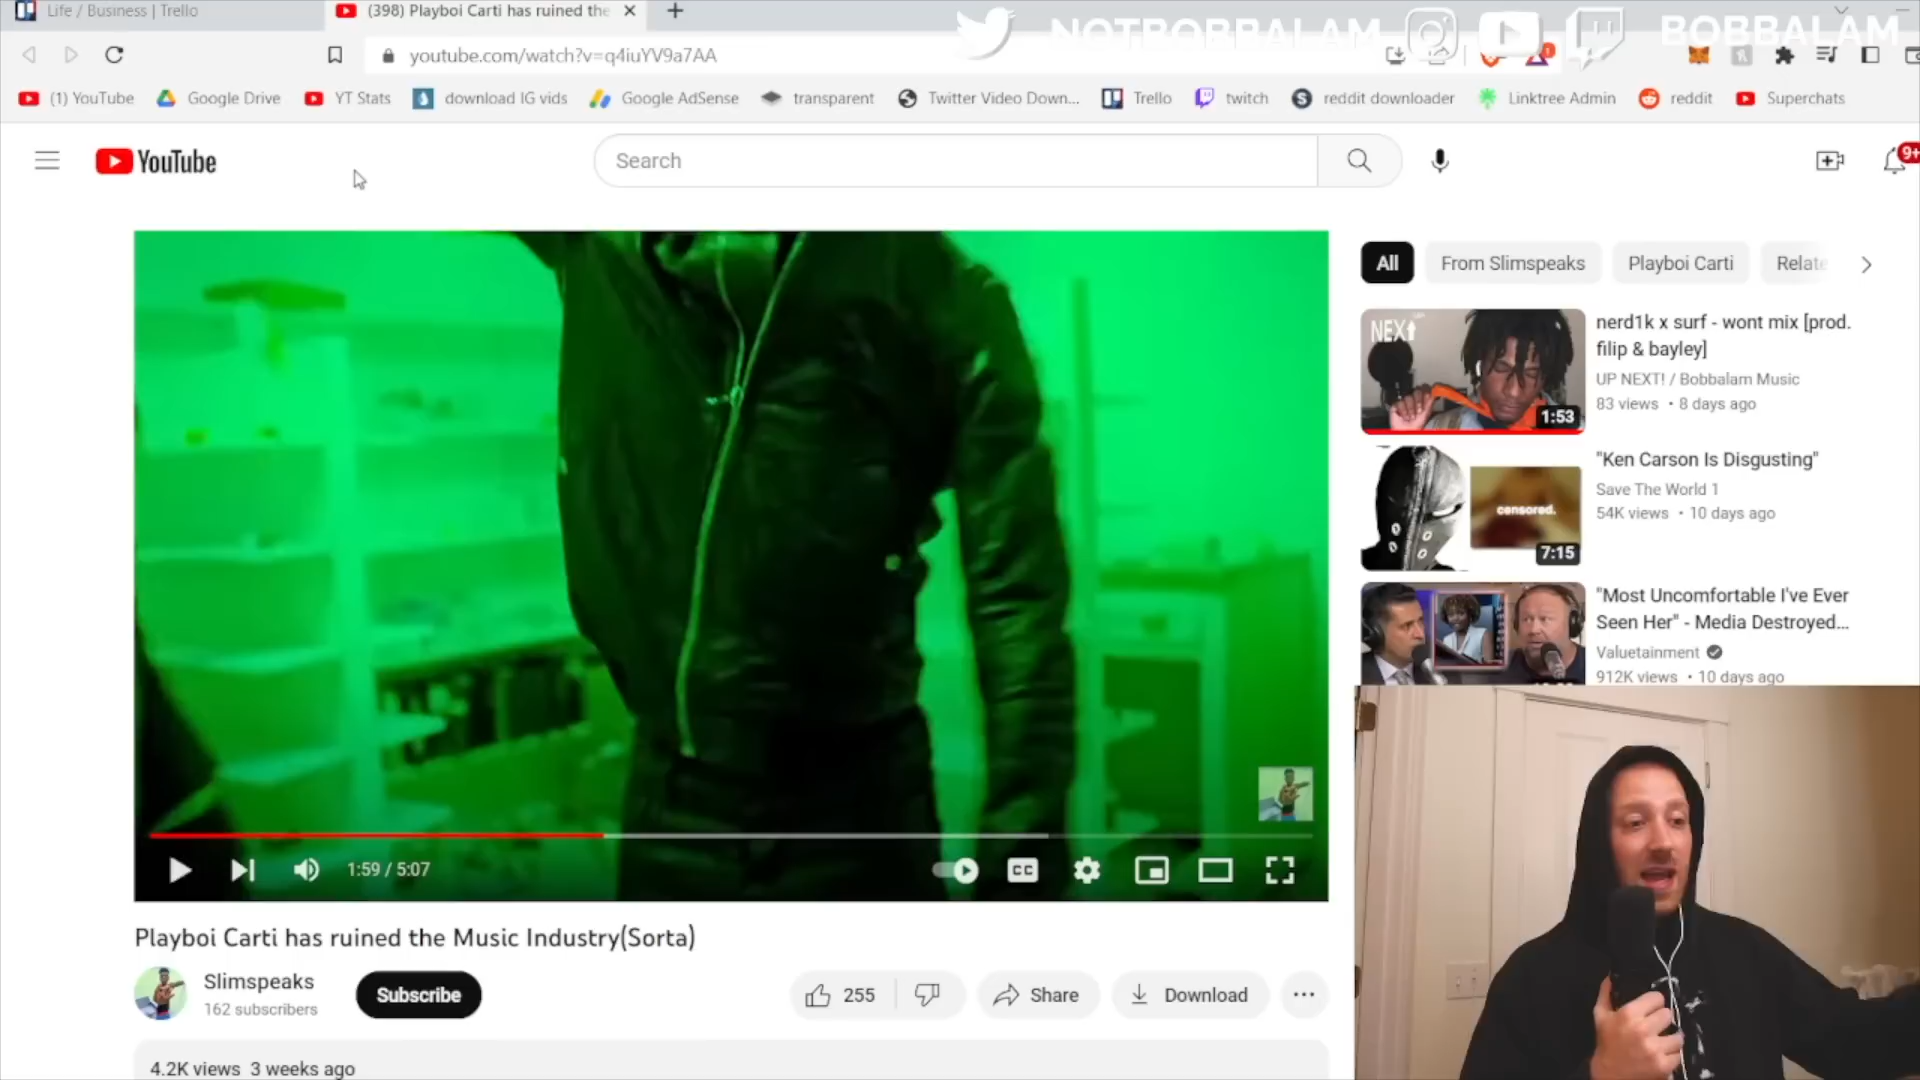 Life / Business | Trello
(398) Playboi Carti has ruined the
NOTBOBBALAM
BOBBALAM
youtube.com/watch?v=q4iuYV9a7AA
1
(1) YouTube
Google Drive
YT Stats
download IG vids
Google AdSense
transparent
Twitter Video Down...
Trello
twitch
reddit downloader
Linktree Admin
reddit
Superchats
YouTube
Search
9+
All
From Slimspeaks
Playboi Carti
Relate
NEXT
1:53
nerd1k x surf - wont mix [prod.
filip & bayley]
UP NEXT! / Bobbalam Music
83 views • 8 days ago
censored.
7:15
"Ken Carson Is Disgusting"
Save The World 1
54K views • 10 days ago
"Most Uncomfortable I've Ever
Seen Her" - Media Destroyed...
Valuetainment
912K views • 10 days ago
1:59 / 5:07
CC
Playboi Carti has ruined the Music Industry(Sorta)
Slimspeaks
162 subscribers
Subscribe
255
Share
Download
4.2K views 3 weeks ago